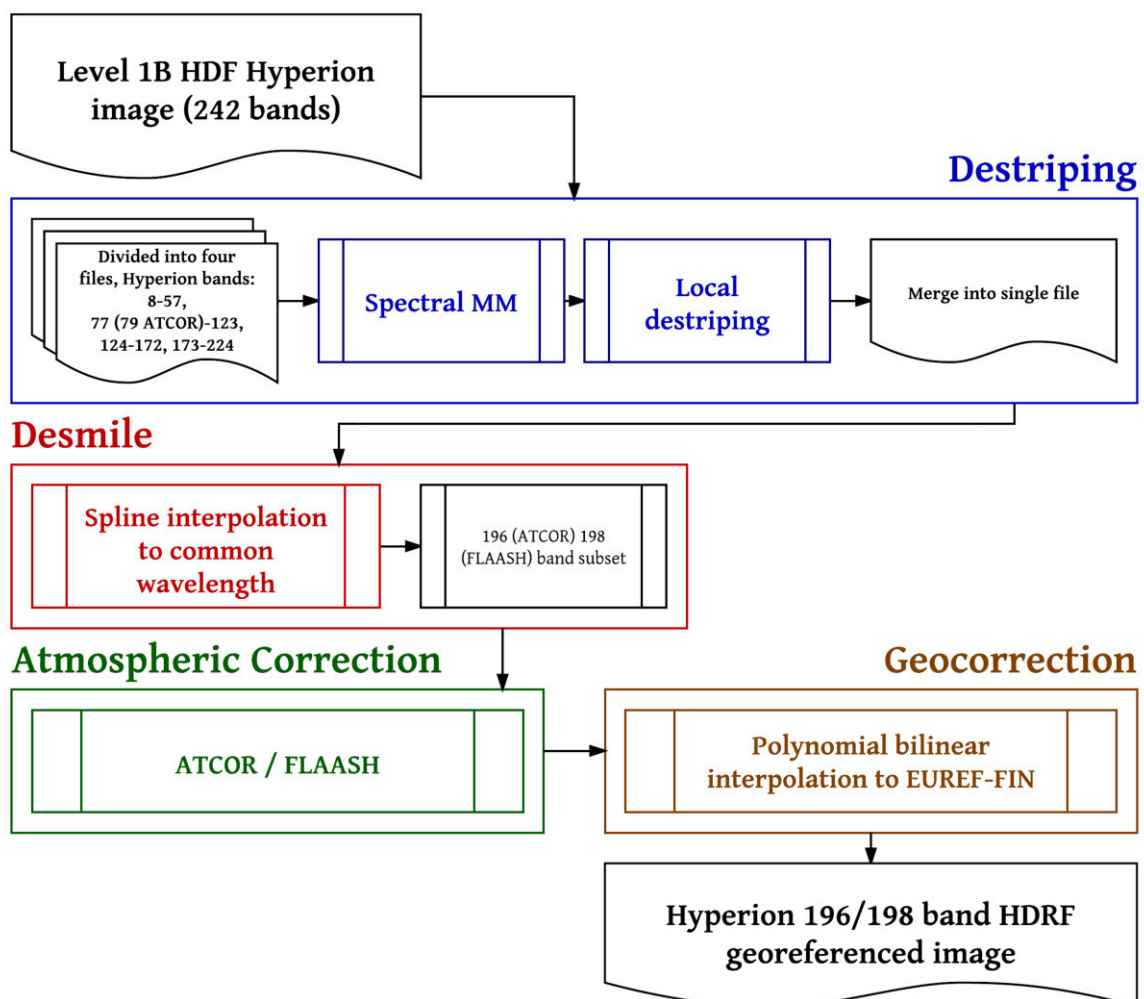 Level 1B HDF Hyperion
image (242 bands)
Destriping
Divided into four
files, Hyperion bands:
8-57,
77 (79 ATCOR)-123,
124-172, 173-224
Spectral MM
Local
destriping
Merge into single file
Desmile
Spline interpolation
to common
wavelength
196 (ATCOR) 198
(FLAASH) band subset
Atmospheric Correction
ATCOR / FLAASH
Geocorrection
Polynomial bilinear
interpolation to EUREF-FIN
Hyperion 196/198 band HDRF
georeferenced image